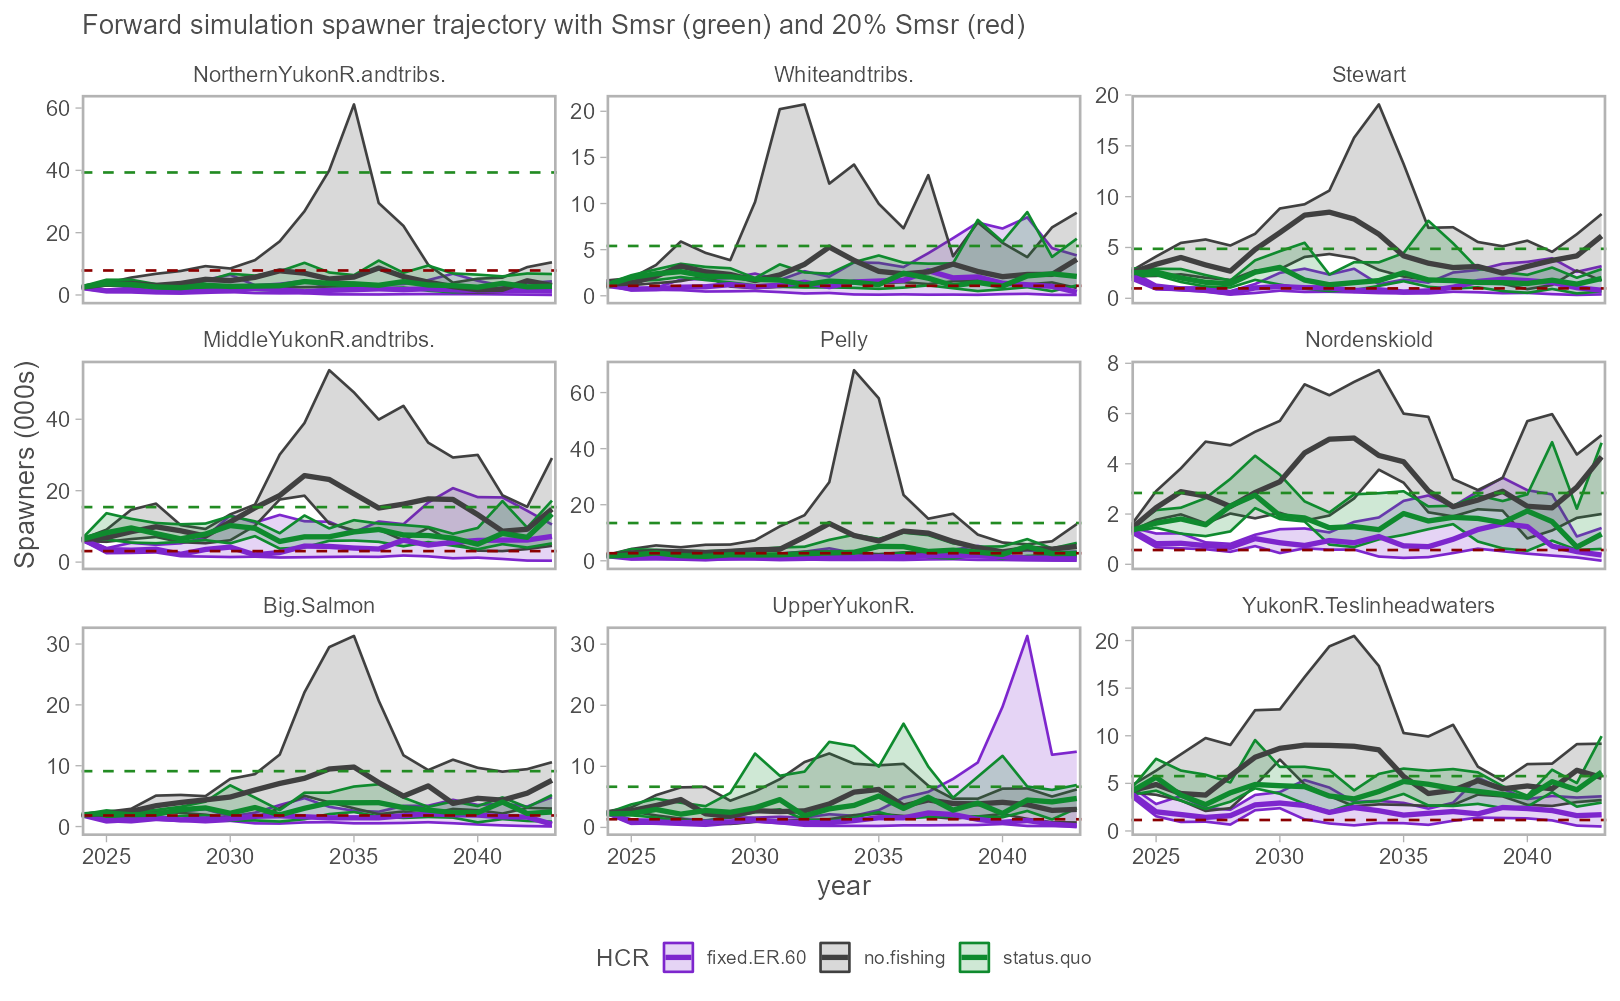 Forward simulation spawner trajectory with Smsr (green) and 20% Smsr (red)
NorthernYukonR.andtribs.
Whiteandtribs.
Stewart
60
40
20
0
20
15
10
5
0
20
15
10
5
0
MiddleYukonR.andtribs.
Pelly
Nordenskiold
Spawners (000s)
40
20
0
60
40
20
0
8
6
4
2
0
Big.Salmon
UpperYukonR.
YukonR.Teslinheadwaters
30
20
10
0
30
20
10
0
20
15
10
5
0
2025 2030 2035 2040
2025 2030 2035 2040
2025 2030 2035 2040
year
HCR fixed.ER.60 no.fishing status.quo